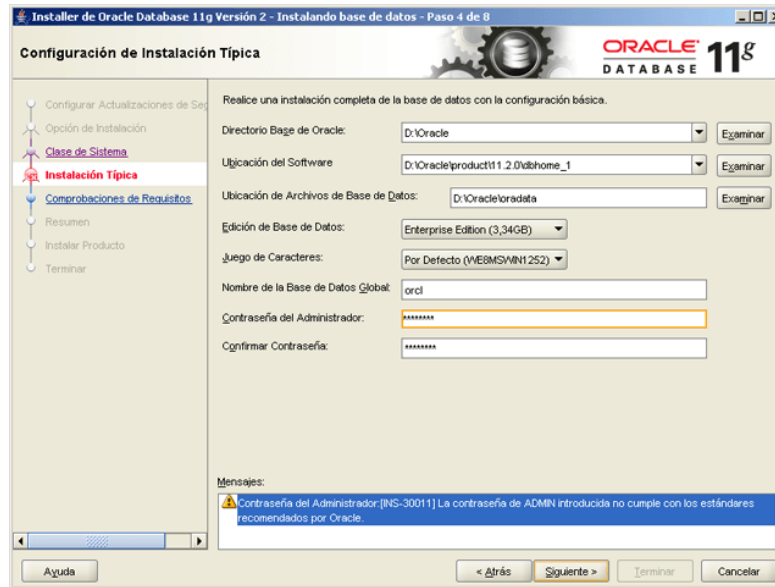 Installer de Oracle Database 11g Versión 2 - Instalando base de datos - Paso 4 de 8
Configuración de Instalación Típica
ORACLE 11g
DATABASE
Configurar Actualizaciones de Seg
Opción de Instalación
Clase de Sistema
Instalación Típica
Comprobaciones de Requisitos
Resumen
Instalar Producto
Terminar
Realice una instalación completa de la base de datos con la configuración básica.
Directorio Base de Oracle: D:\Oracle Examinar
Ubicación del Software D:\Oracle\product\11.2.0\dbhome_1 Examinar
Ubicación de Archivos de Base de Datos: D:\Oracle\oradata Examinar
Edición de Base de Datos: Enterprise Edition (3,34GB)
Juego de Caracteres: Por Defecto (WE8MSWIN1252)
Nombre de la Base de Datos Global: orcl
Contraseña del Administrador: ********
Confirmar Contraseña: ********
Mensajes:
Contraseña del Administrador:[INS-30011] La contraseña de ADMIN introducida no cumple con los estándares
recomendados por Oracle.
Ayuda < Atrás Siguiente > Terminar Cancelar